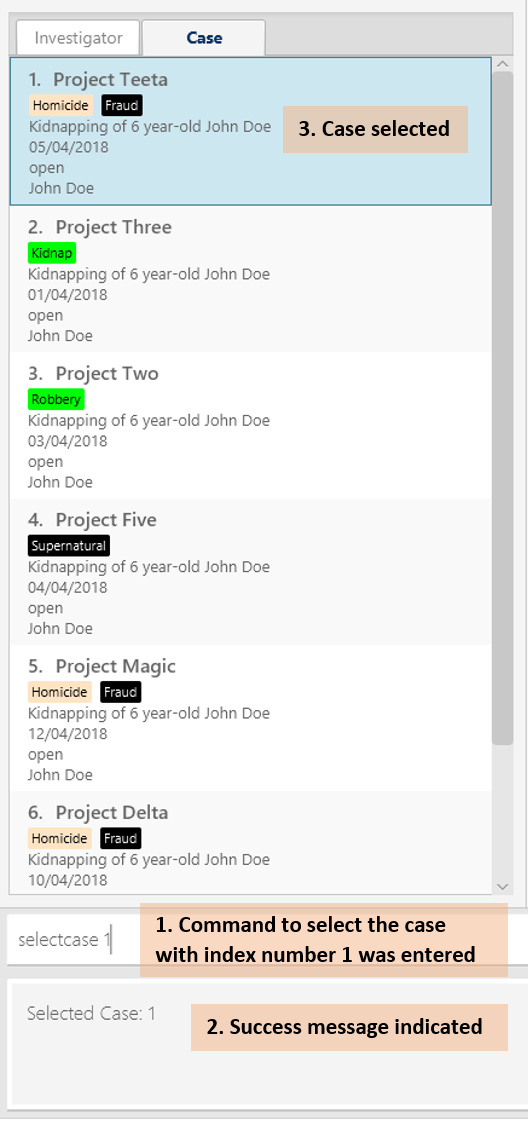 Investigator
Case
1. Project Teeta
Homicide Fraud
Kidnapping of 6 year-old John Doe
05/04/2018
open
John Doe
3. Case selected
2. Project Three
Kidnap
Kidnapping of 6 year-old John Doe
01/04/2018
open
John Doe
3. Project Two
Robbery
Kidnapping of 6 year-old John Doe
03/04/2018
open
John Doe
4. Project Five
Supernatural
Kidnapping of 6 year-old John Doe
04/04/2018
open
John Doe
5. Project Magic
Homicide Fraud
Kidnapping of 6 year-old John Doe
12/04/2018
open
John Doe
6. Project Delta
Homicide Fraud
Kidnapping of 6 year-old John Doe
10/04/2018
selectcase 1
1. Command to select the case
with index number 1 was entered
Selected Case: 1
2. Success message indicated